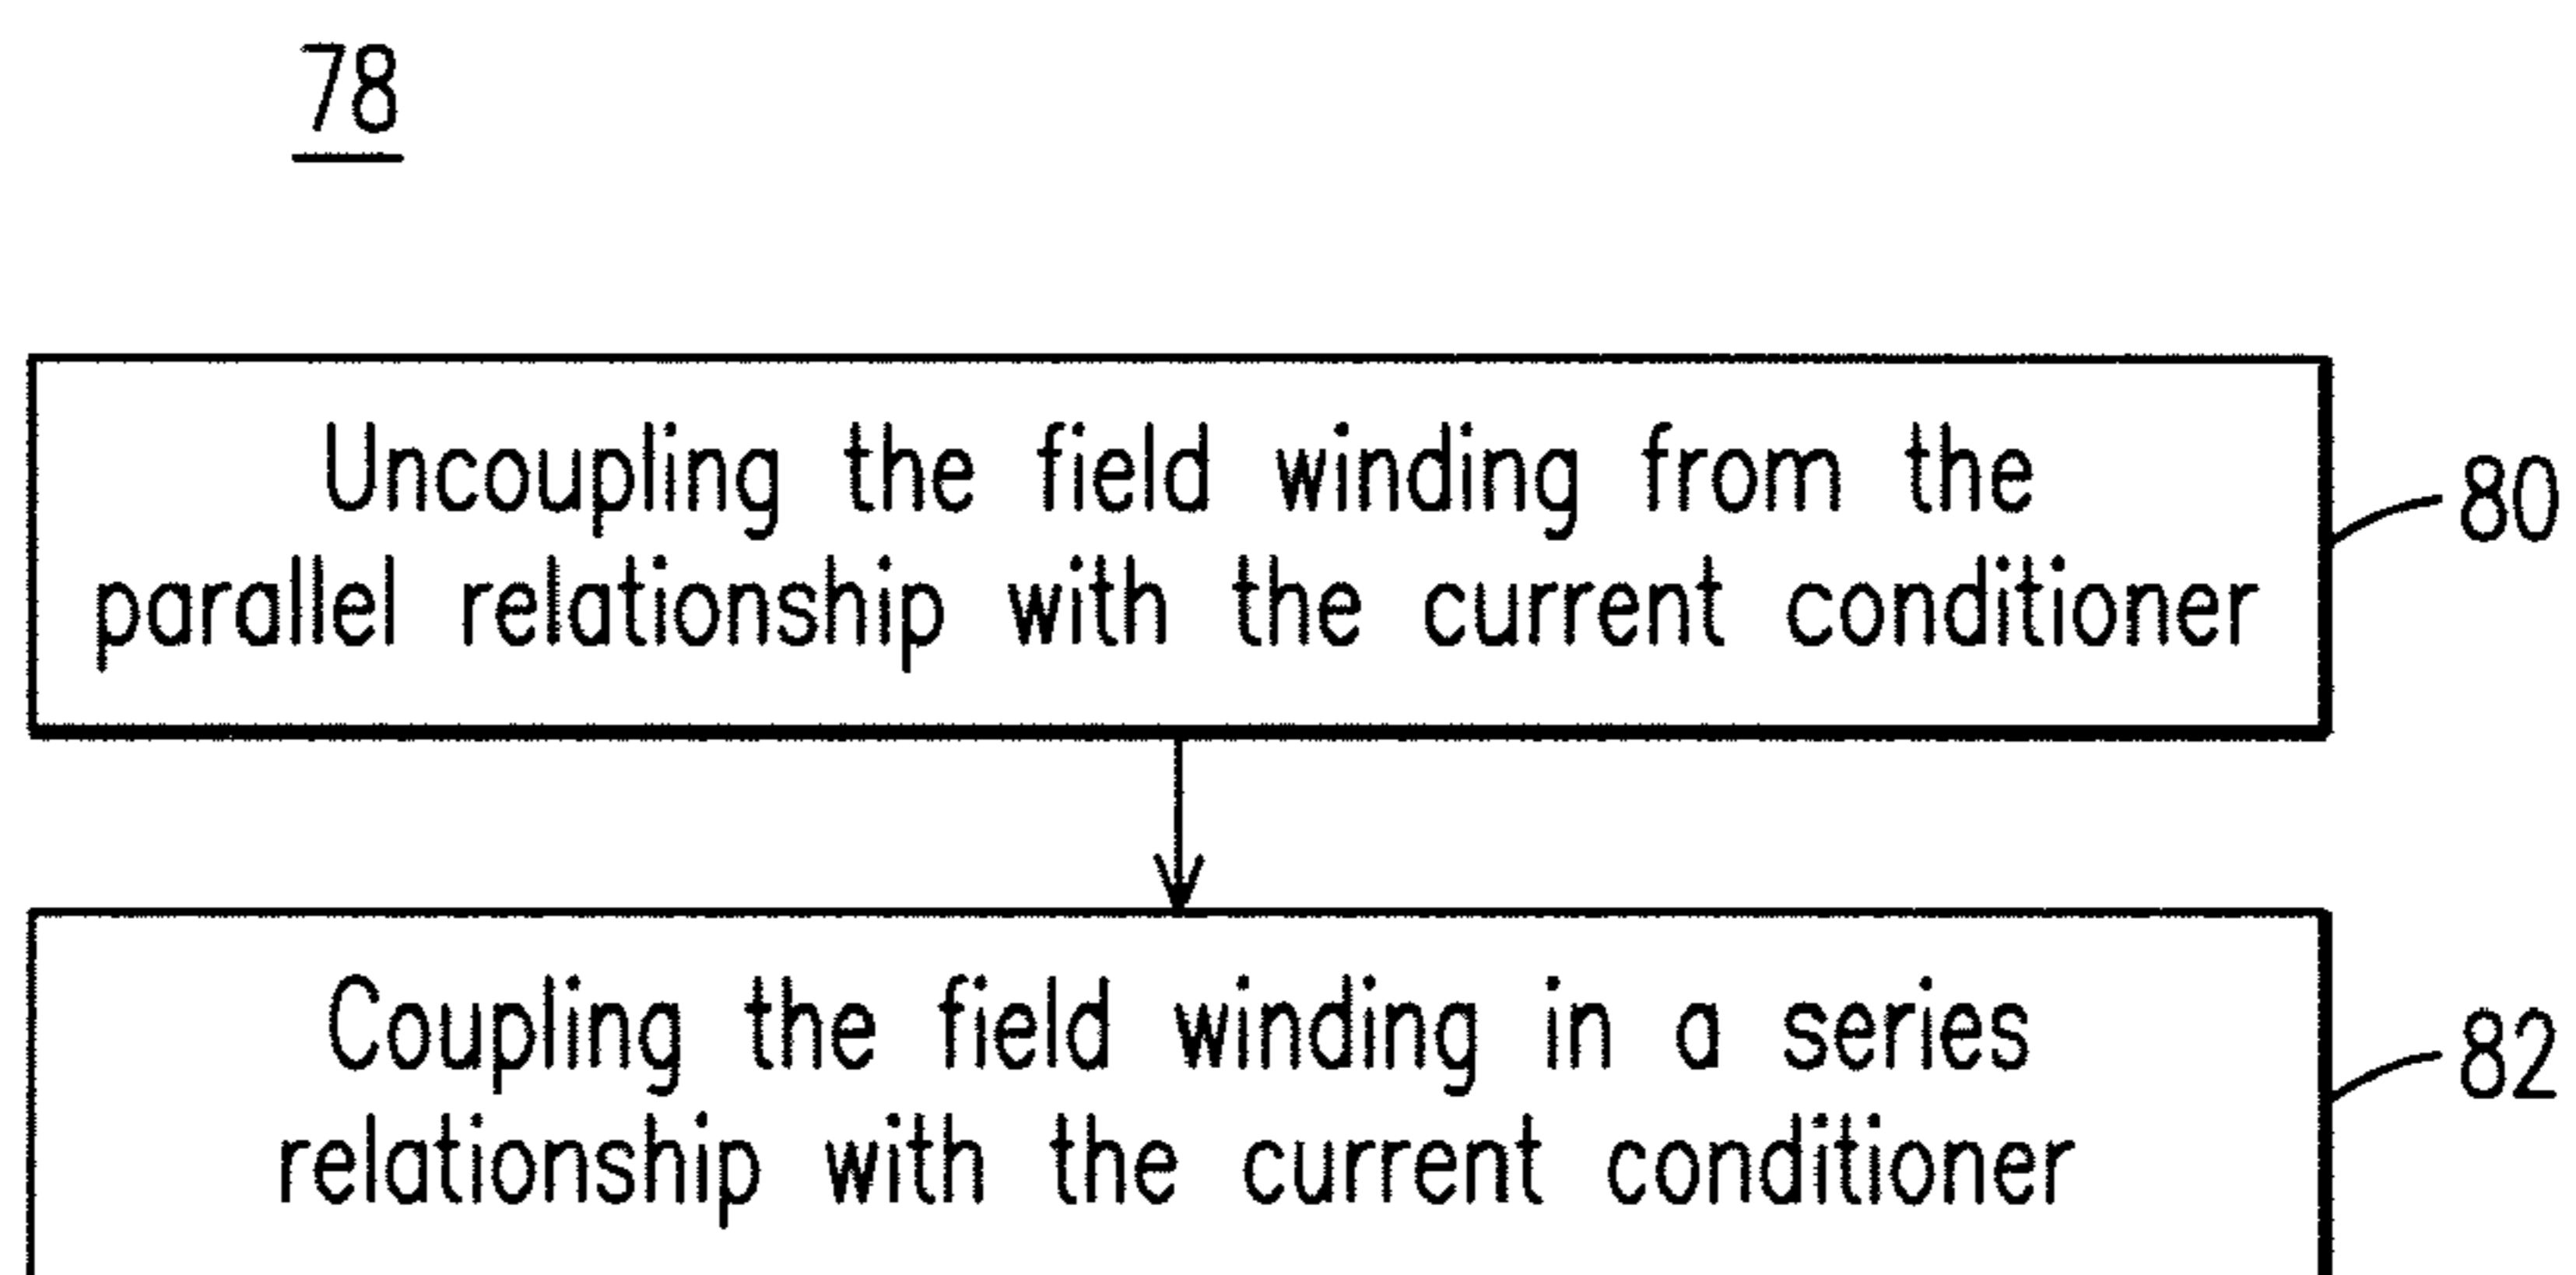 78
Uncoupling the field winding from the
parallel relationship with the current conditioner
80
Coupling the field winding in a series
relationship with the current conditioner
82